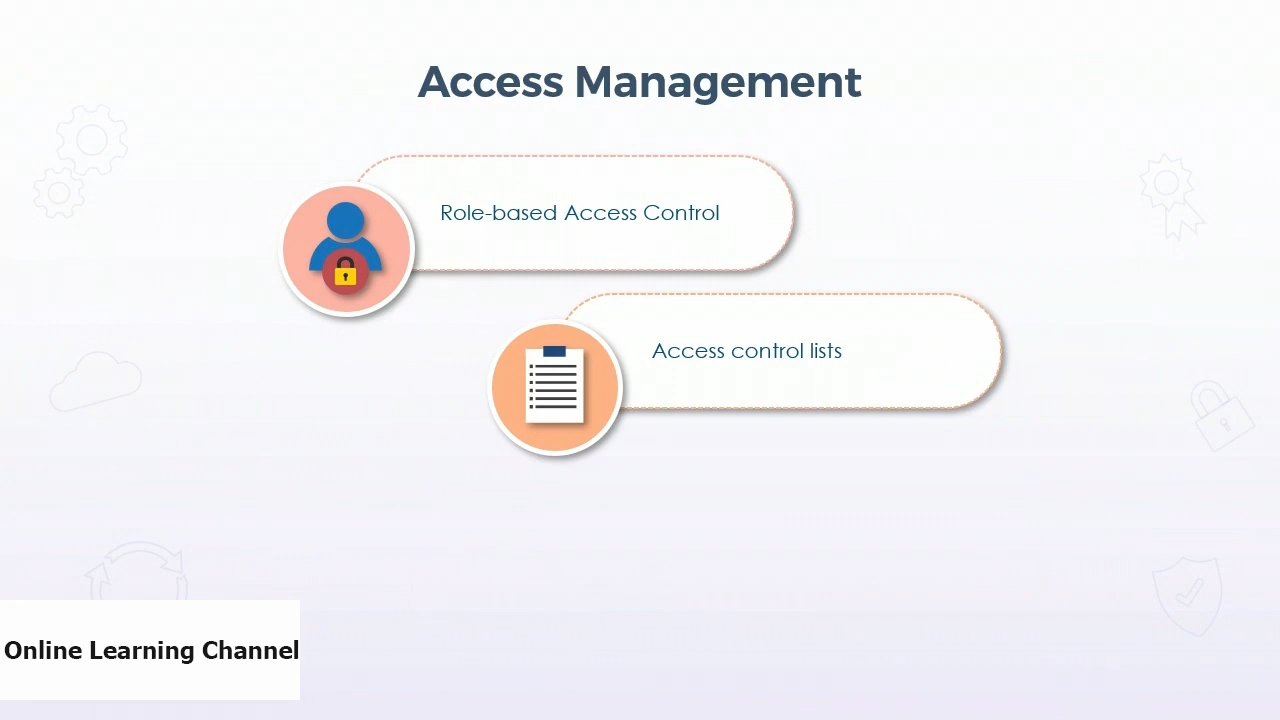 Access Management
Role-based Access Control
Access control lists
Online Learning Channel